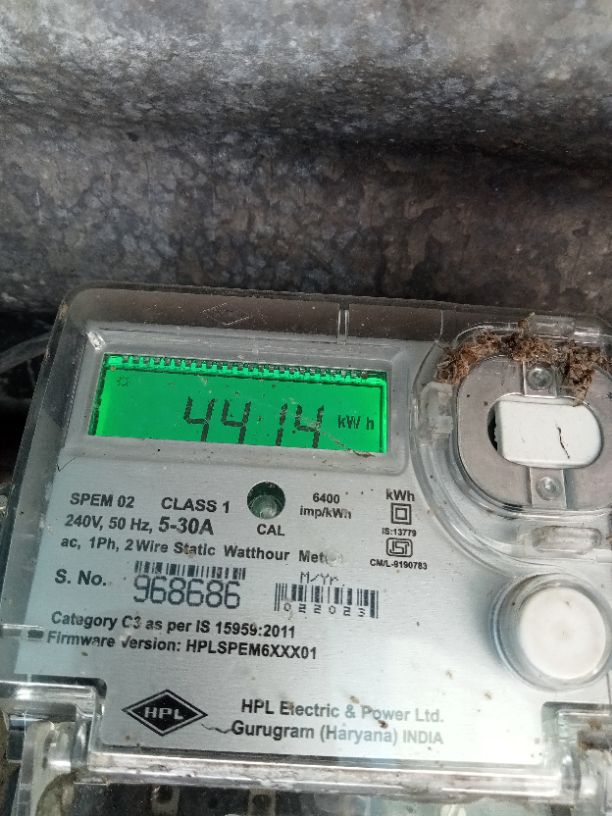 4414 kWh
SPEM 02 CLASS 1
240V, 50 Hz, 5-30A
CAL
6400
imp/kWh
kWh
IS:13779
CM/L-9190783
ac, 1Ph, 2 Wire Static Watthour Meter
S. No. 968686
M/Yr
022023
Category C3 as per IS 15959:2011
Firmware Version: HPLSPEM6XXX01
HPL
HPL Electric & Power Ltd.
Gurugram (Haryana) INDIA